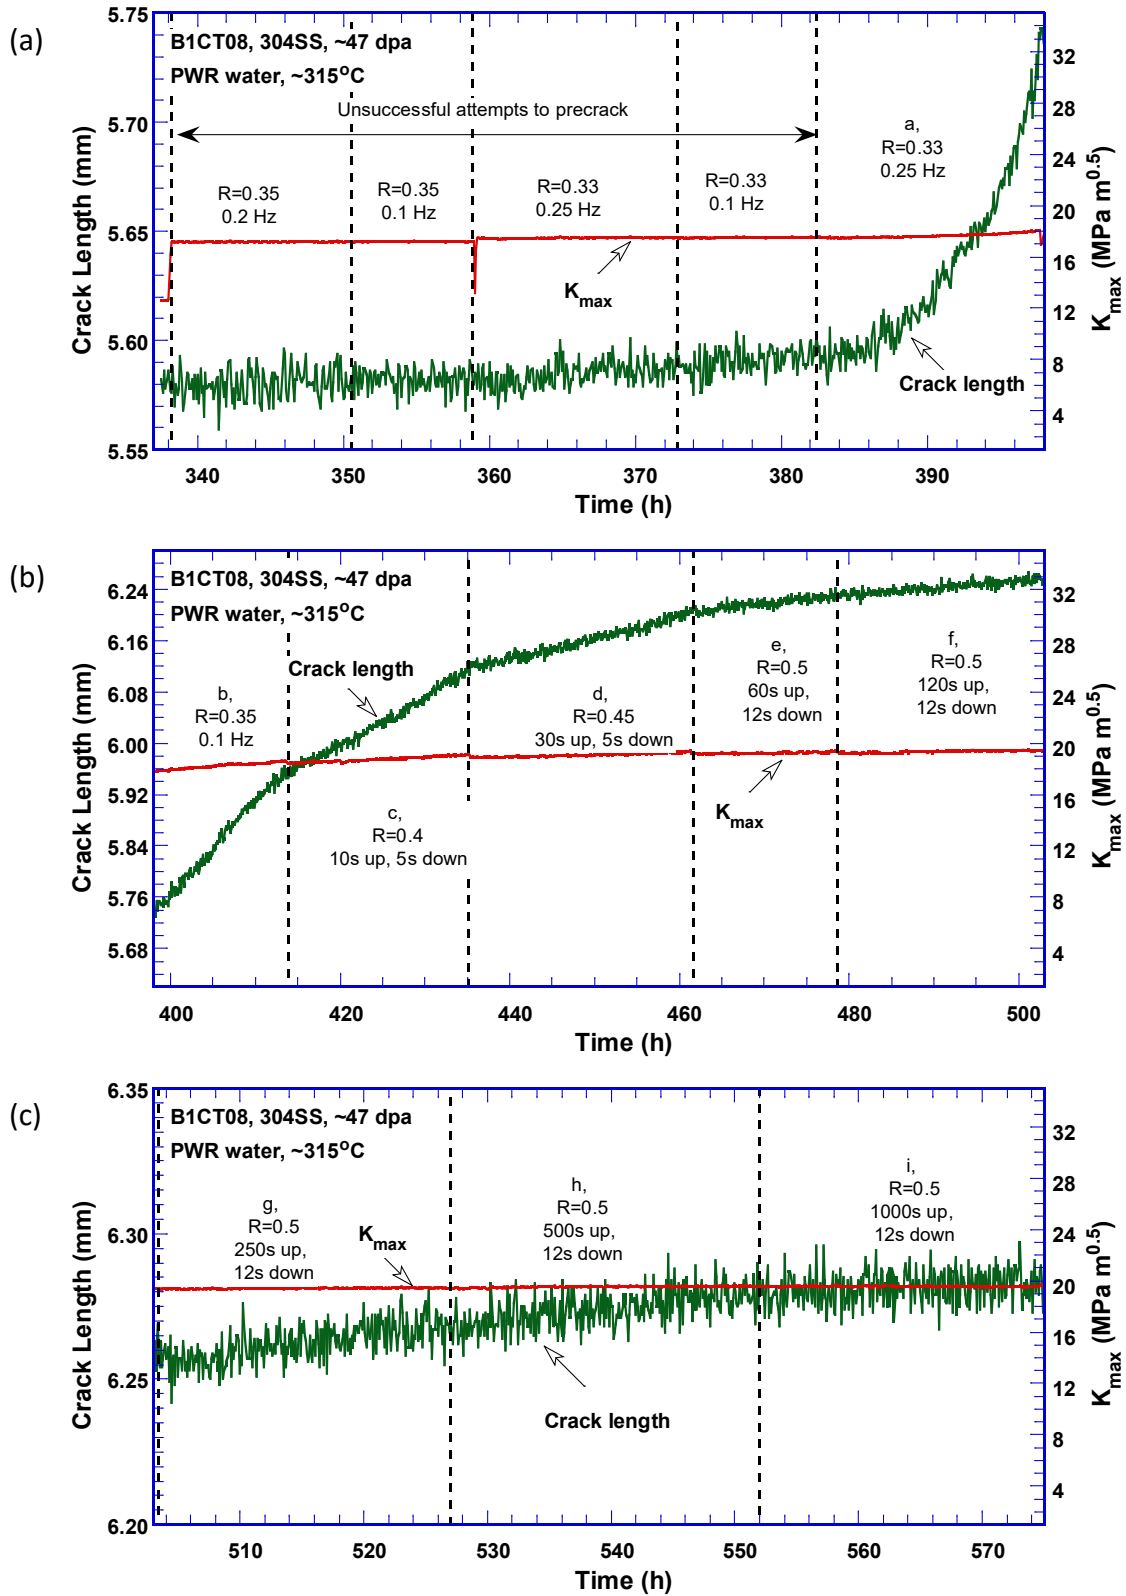 (a)
B1CT08, 304SS, ~47 dpa
PWR water, ~315°C
Unsuccessful attempts to precrack
R=0.35
0.2 Hz
R=0.35
0.1 Hz
R=0.33
0.25 Hz
R=0.33
0.1 Hz
a,
R=0.33
0.25 Hz
Kmax
Crack length
5.75
5.70
5.65
5.60
5.55
Crack Length (mm)
32
28
24
20
16
12
8
4
Kmax (MPa m0.5)
340
350
360
370
380
390
Time (h)
(b)
B1CT08, 304SS, ~47 dpa
PWR water, ~315°C
Crack length
b,
R=0.35
0.1 Hz
c,
R=0.4
10s up, 5s down
d,
R=0.45
30s up, 5s down
e,
R=0.5
60s up,
12s down
f,
R=0.5
120s up,
12s down
Kmax
6.24
6.16
6.08
6.00
5.92
5.84
5.76
5.68
Crack Length (mm)
32
28
24
20
16
12
8
4
Kmax (MPa m0.5)
400
420
440
460
480
500
Time (h)
(c)
B1CT08, 304SS, ~47 dpa
PWR water, ~315°C
g,
R=0.5
250s up,
12s down
Kmax
h,
R=0.5
500s up,
12s down
i,
R=0.5
1000s up,
12s down
Crack length
6.35
6.30
6.25
6.20
Crack Length (mm)
32
28
24
20
16
12
8
4
Kmax (MPa m0.5)
510
520
530
540
550
560
570
Time (h)